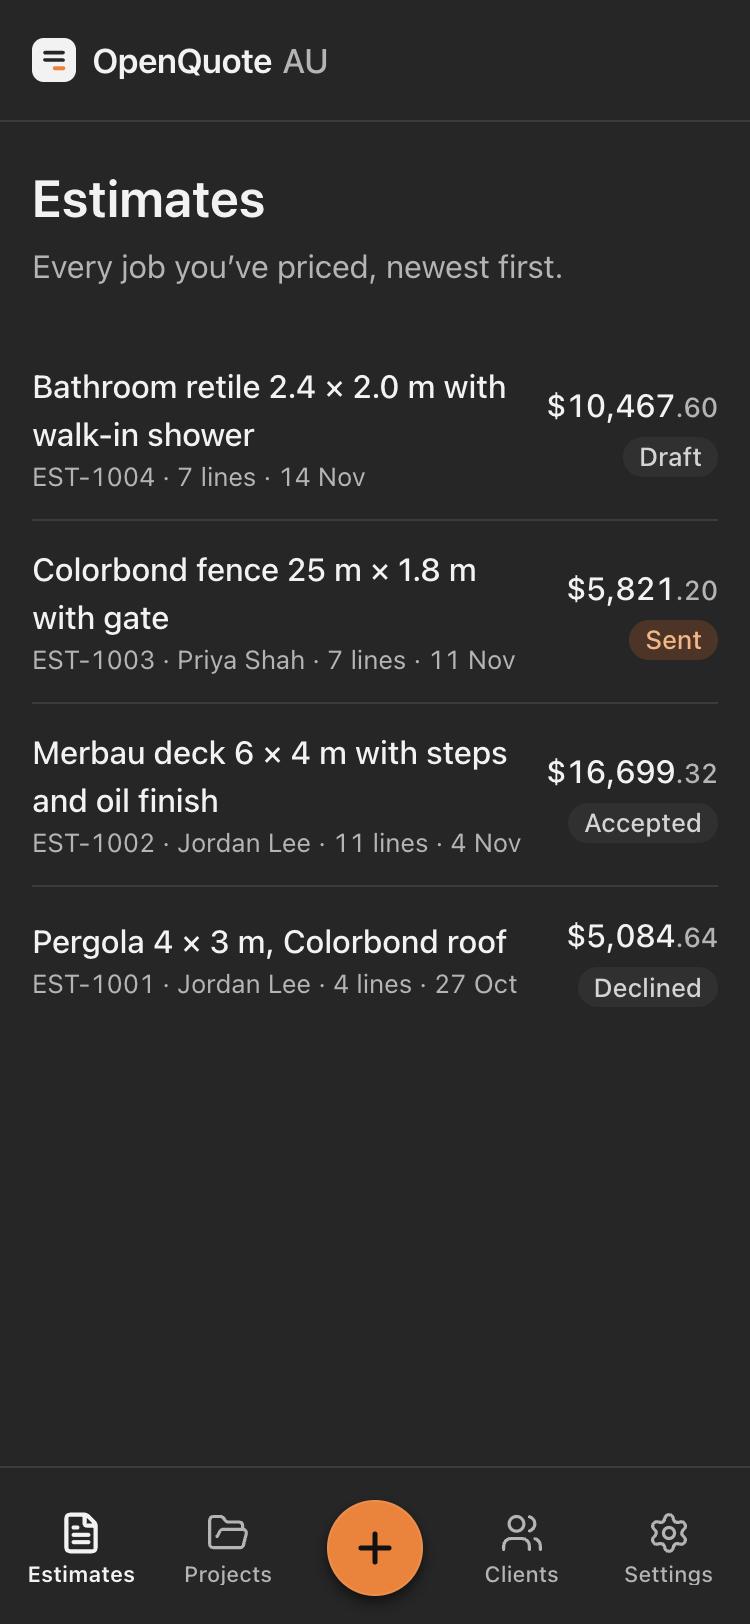 OpenQuote AU
Estimates
Every job you’ve priced, newest first.
Bathroom retile 2.4 × 2.0 m with
walk-in shower
EST-1004 · 7 lines · 14 Nov
$10,467.60
Draft
Colorbond fence 25 m × 1.8 m
with gate
EST-1003 · Priya Shah · 7 lines · 11 Nov
$5,821.20
Sent
Merbau deck 6 × 4 m with steps
and oil finish
EST-1002 · Jordan Lee · 11 lines · 4 Nov
$16,699.32
Accepted
Pergola 4 × 3 m, Colorbond roof
EST-1001 · Jordan Lee · 4 lines · 27 Oct
$5,084.64
Declined
Estimates
Projects
Clients
Settings